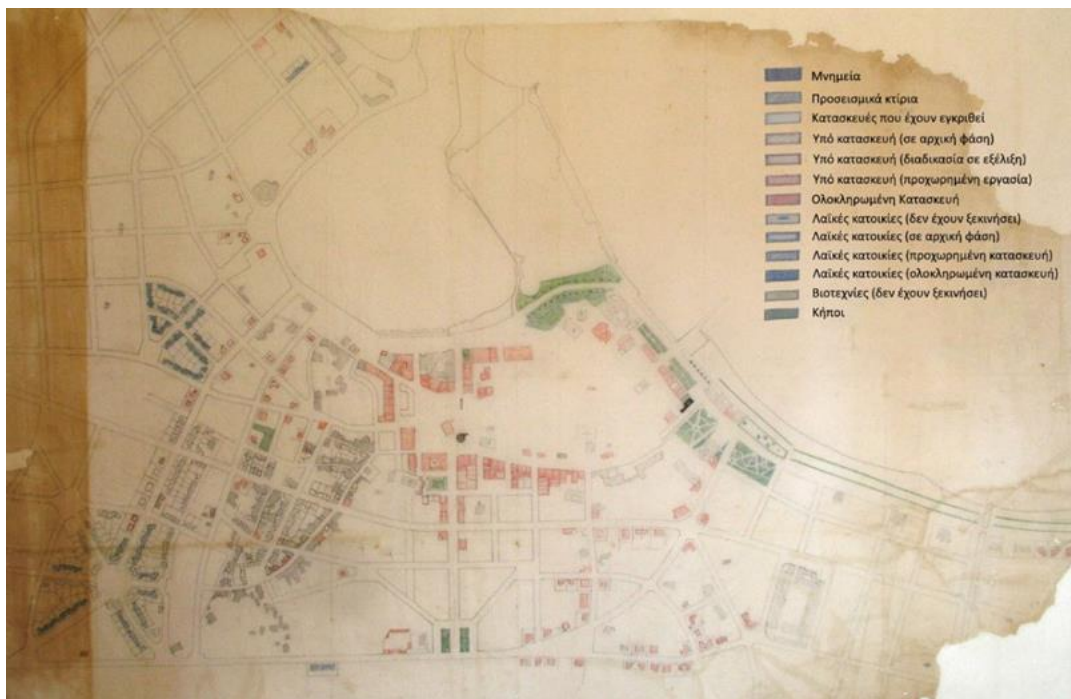 Μνημεία
Προσεισμικά κτίρια
Κατασκευές που έχουν εγκριθεί
Υπό κατασκευή (σε αρχική φάση)
Υπό κατασκευή (διαδικασία σε εξέλιξη)
Υπό κατασκευή (προχωρημένη εργασία)
Ολοκληρωμένη Κατασκευή
Λαϊκές κατοικίες (δεν έχουν ξεκινήσει)
Λαϊκές κατοικίες (σε αρχική φάση)
Λαϊκές κατοικίες (προχωρημένη κατασκευή)
Λαϊκές κατοικίες (ολοκληρωμένη κατασκευή)
Βιοτεχνίες (δεν έχουν ξεκινήσει)
Κήποι